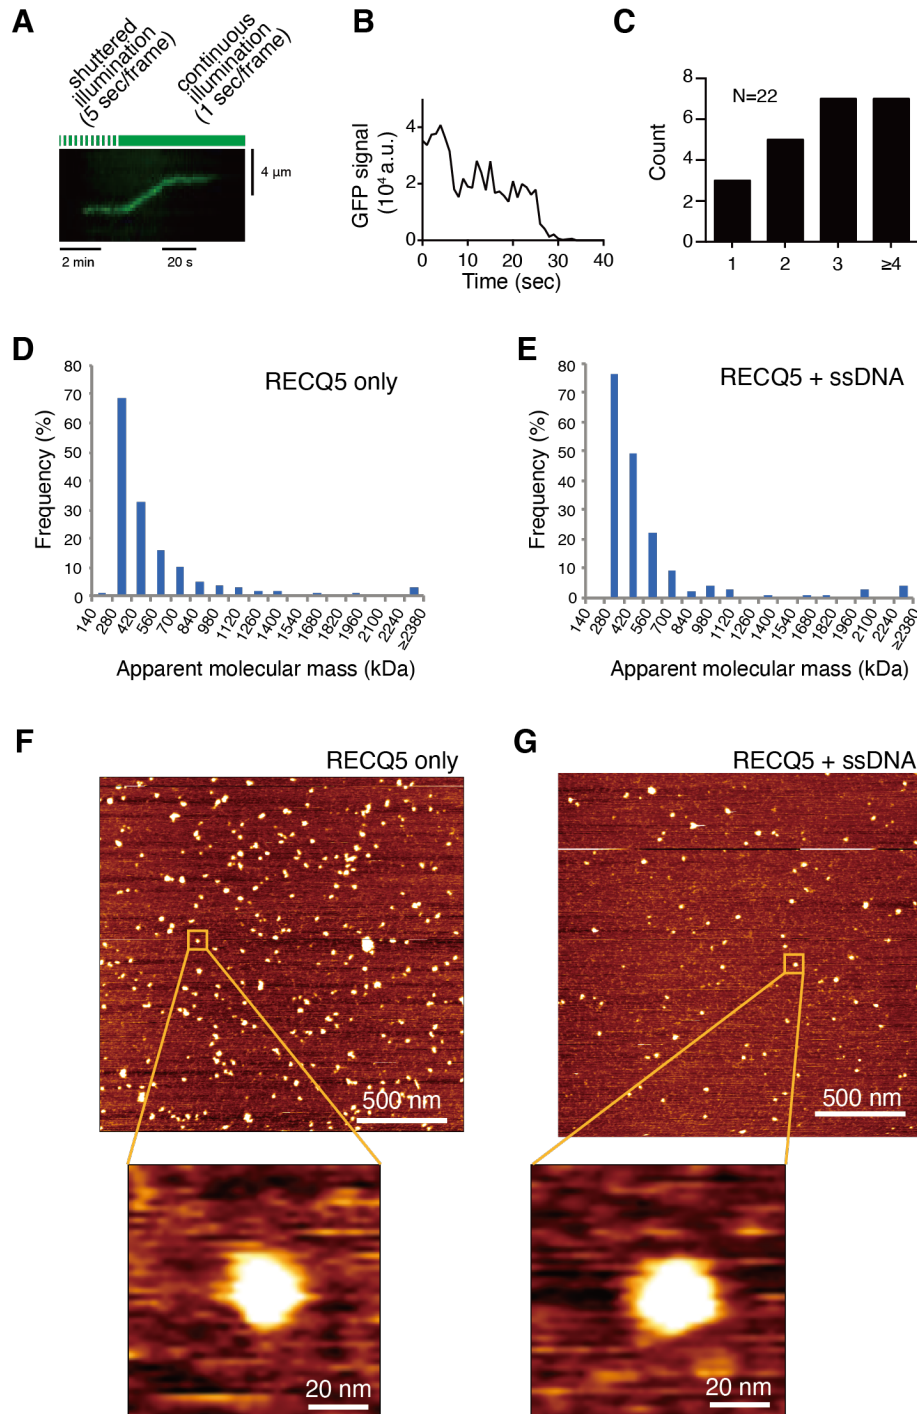 A
shuttered
illumination
(5 sec/frame)
continuous
illumination
(1 sec/frame)
4 μm
2 min
20 s
B
GFP signal
(10⁴ a.u.)
4
2
0
0 10 20 30 40
Time (sec)
C
N=22
Count
8
6
4
2
0
1 2 3 ≥4
D
RECQ5 only
Frequency (%)
80
70
60
50
40
30
20
10
0
140 280 420 560 700 840 980 1120 1260 1400 1540 1680 1820 1960 2100 2240 ≥2380
Apparent molecular mass (kDa)
E
RECQ5 + ssDNA
Frequency (%)
80
70
60
50
40
30
20
10
0
140 280 420 560 700 840 980 1120 1260 1400 1540 1680 1820 1960 2100 2240 ≥2380
Apparent molecular mass (kDa)
F
RECQ5 only
500 nm
20 nm
G
RECQ5 + ssDNA
500 nm
20 nm